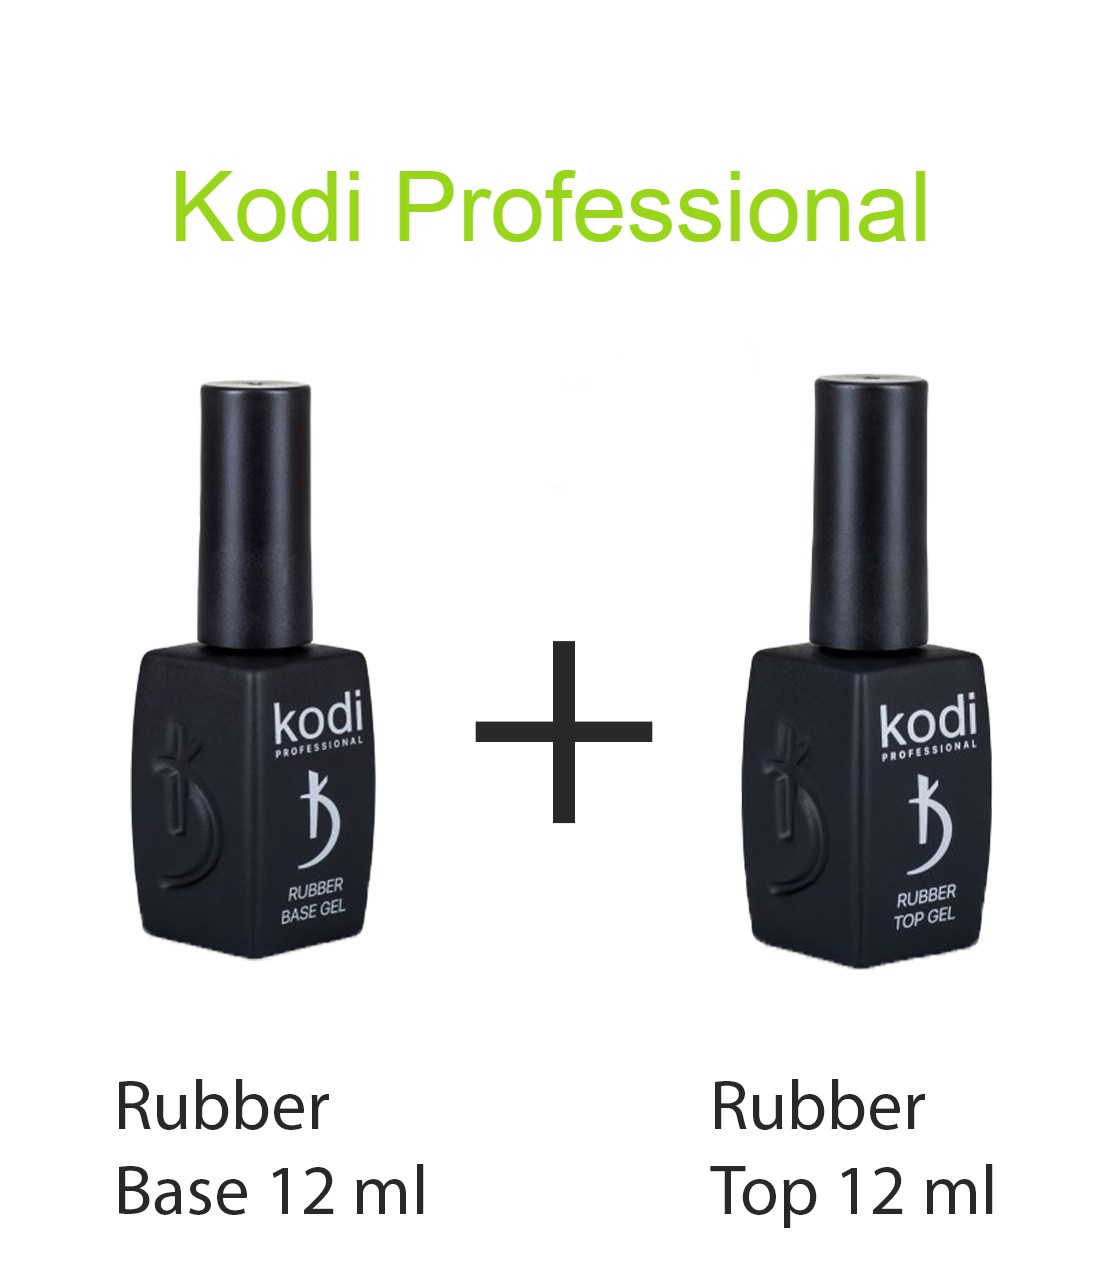 Kodi Professional
kodi
PROFESSIONAL
RUBBER
BASE GEL
kodi
PROFESSIONAL
RUBBER
TOP GEL
Rubber
Base 12 ml
Rubber
Top 12 ml